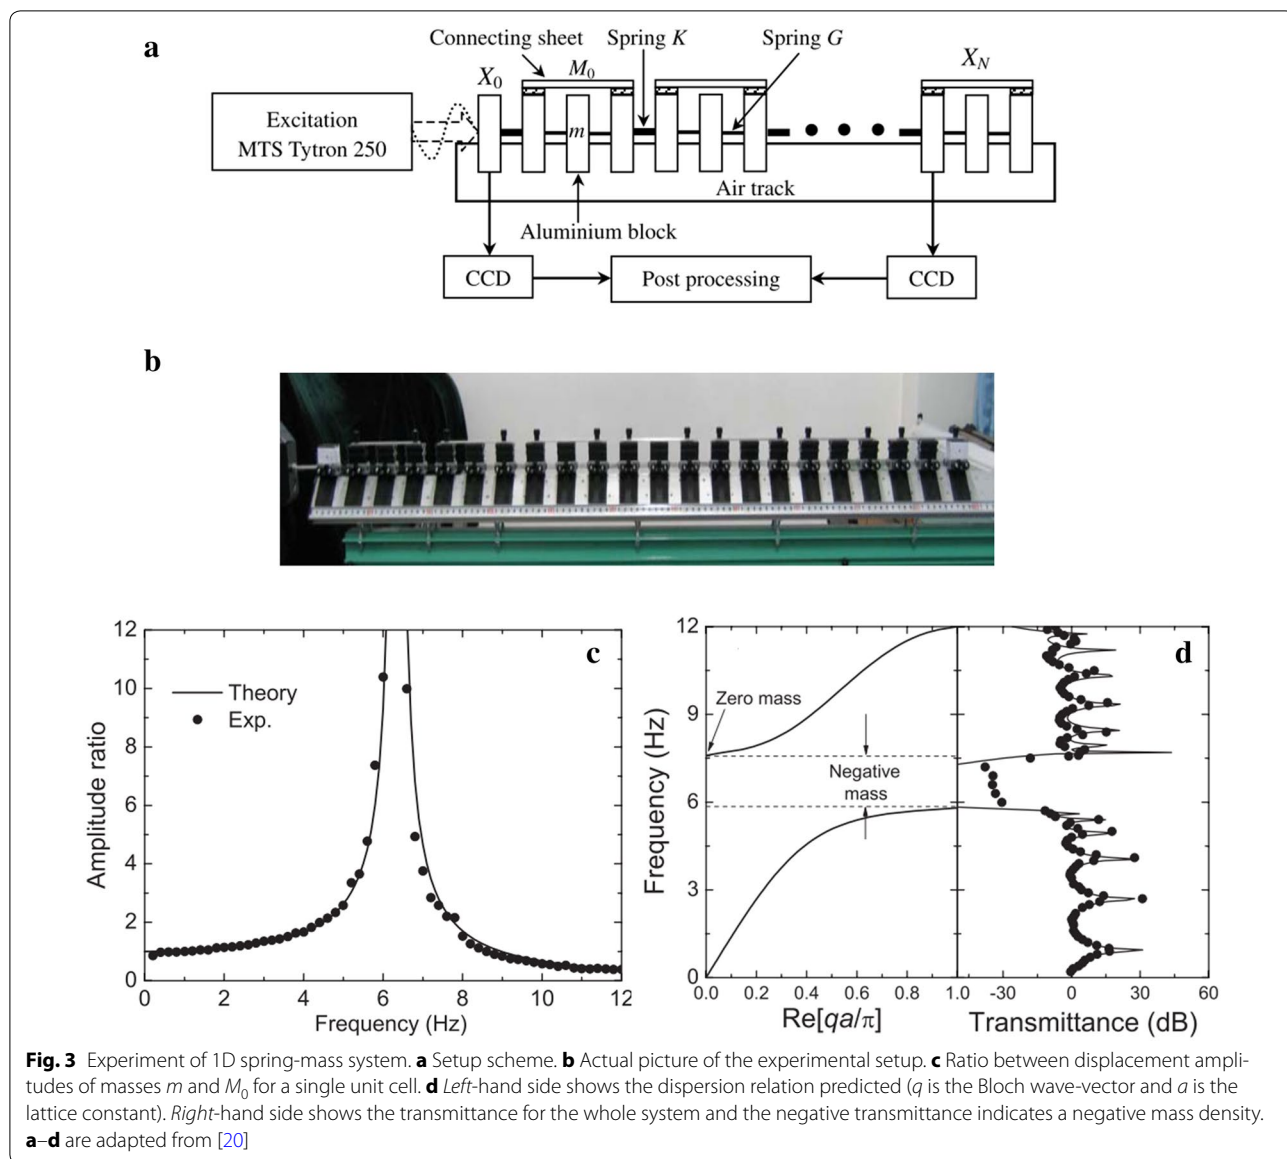 a
Connecting sheet
Spring K
Spring G
X0
M0
XN
Excitation
MTS Tytron 250
m
Air track
Aluminium block
CCD
Post processing
CCD
b
c
12
10
8
6
4
2
0
Amplitude ratio
Theory
Exp.
0 2 4 6 8 10 12
Frequency (Hz)
d
12
9
6
3
0
Frequency (Hz)
Zero mass
Negative
mass
0.0 0.2 0.4 0.6 0.8 1.0 -30 0 30 60
Re[qa/π]
Transmittance (dB)
Fig. 3 Experiment of 1D spring-mass system. a Setup scheme. b Actual picture of the experimental setup. c Ratio between displacement ampli-
tudes of masses m and M0 for a single unit cell. d Left-hand side shows the dispersion relation predicted (q is the Bloch wave-vector and a is the
lattice constant). Right-hand side shows the transmittance for the whole system and the negative transmittance indicates a negative mass density.
a–d are adapted from [20]